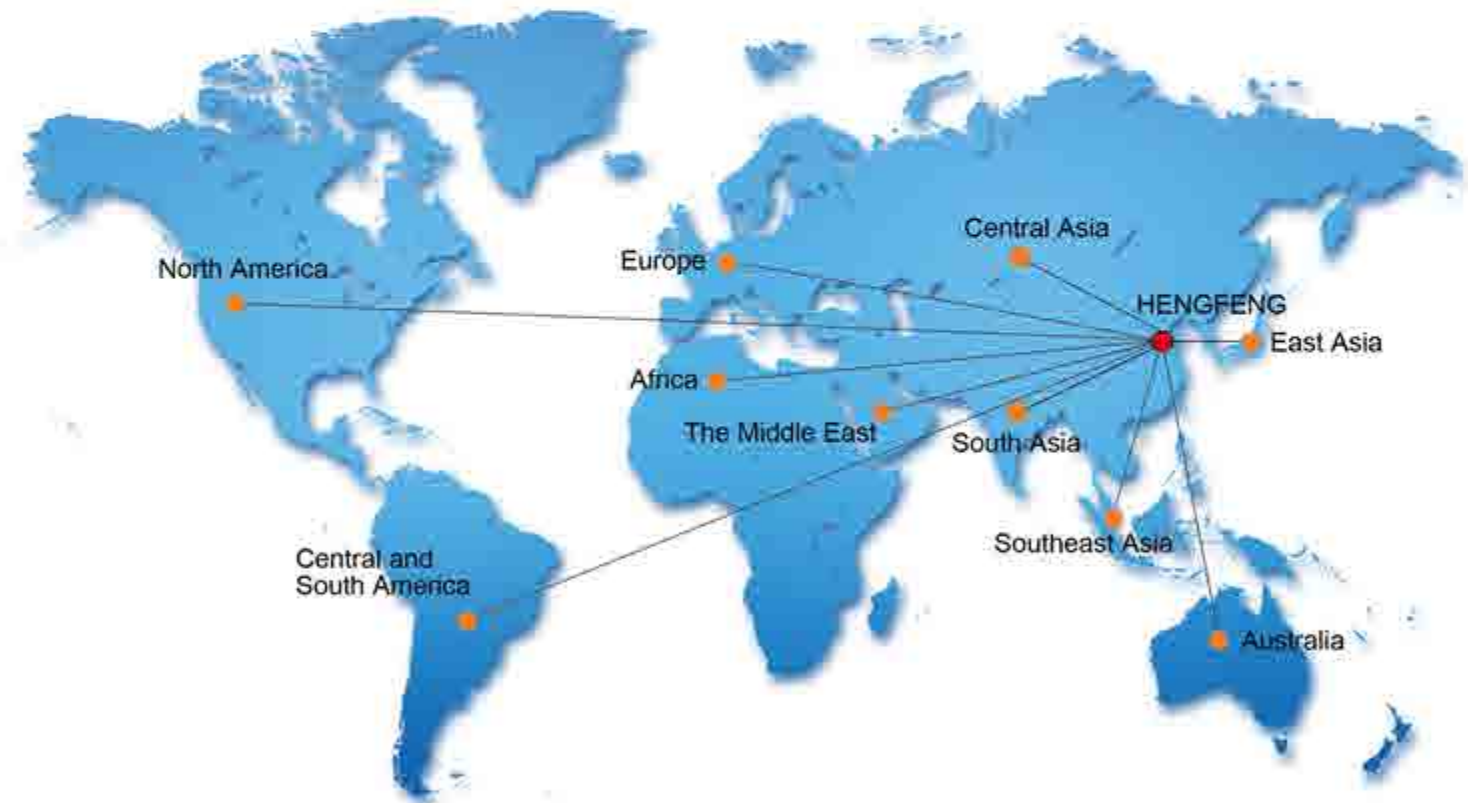 Central Asia
Europe
North America
HENGFENG
East Asia
Africa
The Middle East
South Asia
Southeast Asia
Central and
South America
Australia